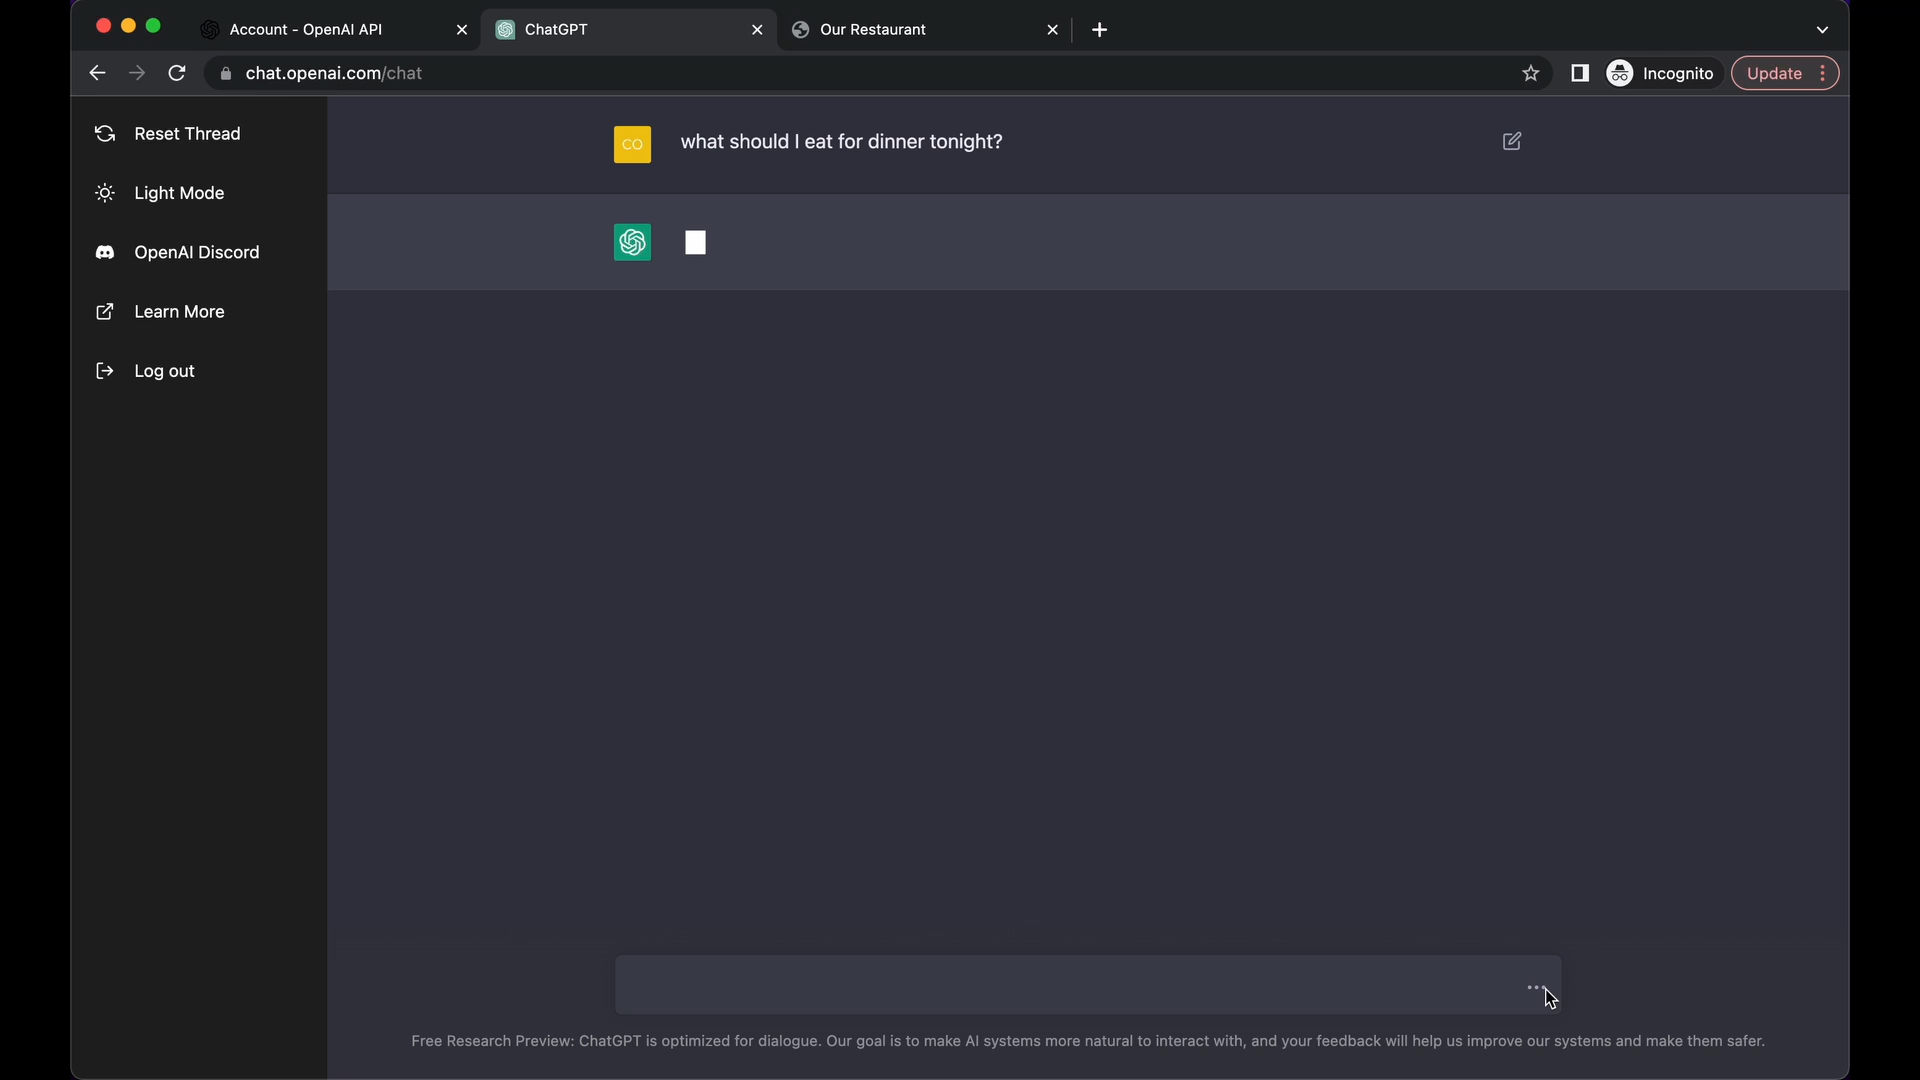 Account - OpenAI API
ChatGPT
Our Restaurant
chat.openai.com/chat
Incognito
Update
Reset Thread
Light Mode
OpenAI Discord
Learn More
Log out
CO
what should I eat for dinner tonight?
Free Research Preview: ChatGPT is optimized for dialogue. Our goal is to make AI systems more natural to interact with, and your feedback will help us improve our systems and make them safer.